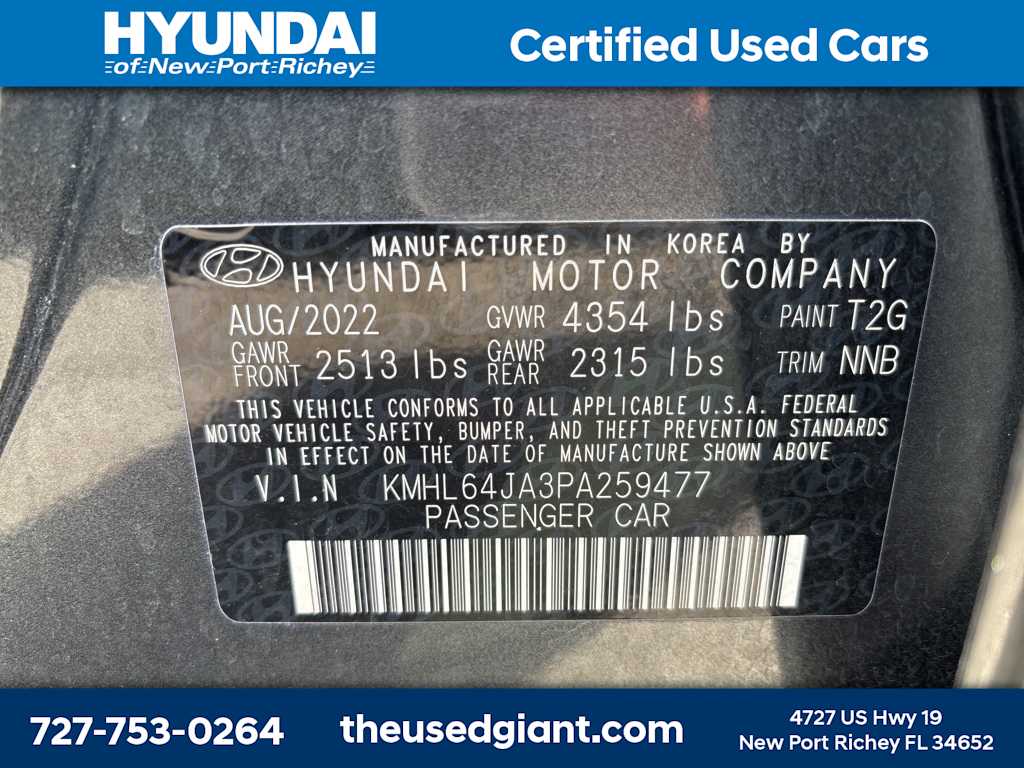 HYUNDAI
of New Port Richey
Certified Used Cars
MANUFACTURED IN KOREA BY
HYUNDAI MOTOR COMPANY
AUG/2022 GVWR 4354 lbs PAINT T2G
GAWR FRONT 2513 lbs GAWR REAR 2315 lbs TRIM NNB
THIS VEHICLE CONFORMS TO ALL APPLICABLE U.S.A. FEDERAL
MOTOR VEHICLE SAFETY, BUMPER, AND THEFT PREVENTION STANDARDS
IN EFFECT ON THE DATE OF MANUFACTURE SHOWN ABOVE
V.I.N KMHL64JA3PA259477
PASSENGER CAR
727-753-0264
theusedgiant.com
4727 US Hwy 19
New Port Richey FL 34652